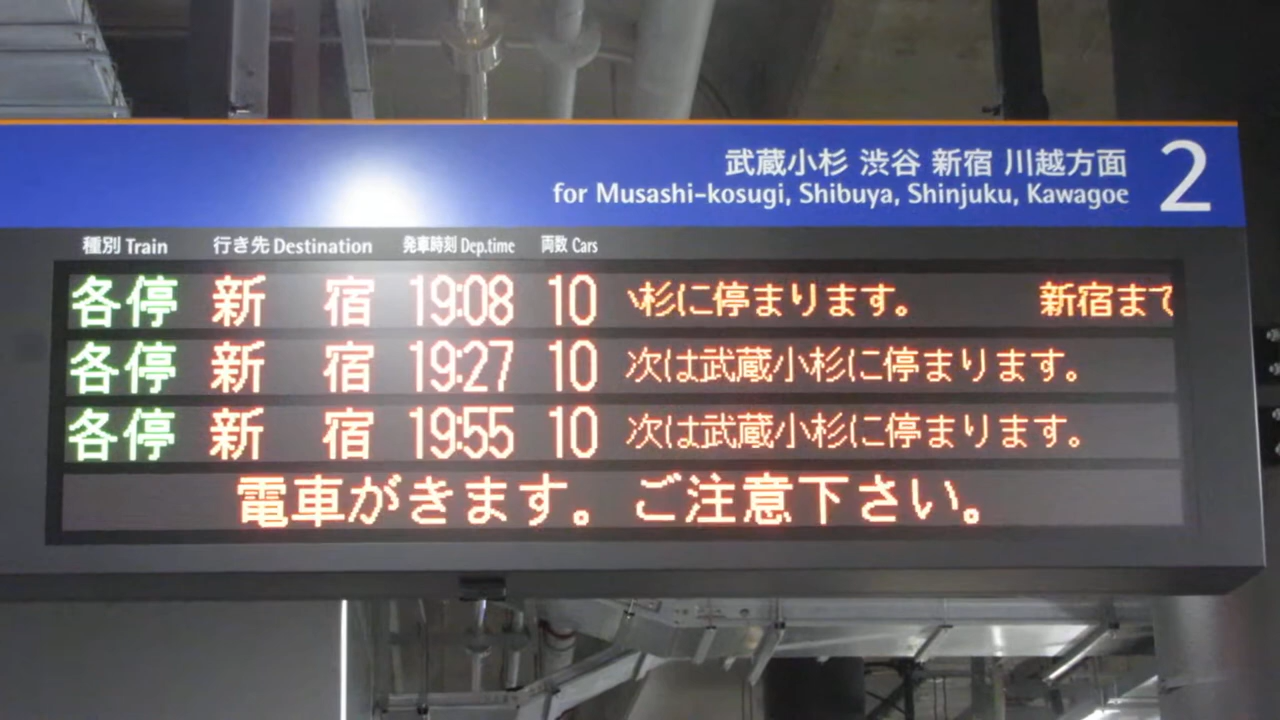 武蔵小杉 渋谷 新宿 川越方面 2
for Musashi-kosugi, Shibuya, Shinjuku, Kawagoe
種別 Train 行き先 Destination 発車時刻 Dep.time 両数 Cars
各停 新宿 19:08 10 杉に停まります。 新宿まで
各停 新宿 19:27 10 次は武蔵小杉に停まります。
各停 新宿 19:55 10 次は武蔵小杉に停まります。
電車がきます。ご注意下さい。